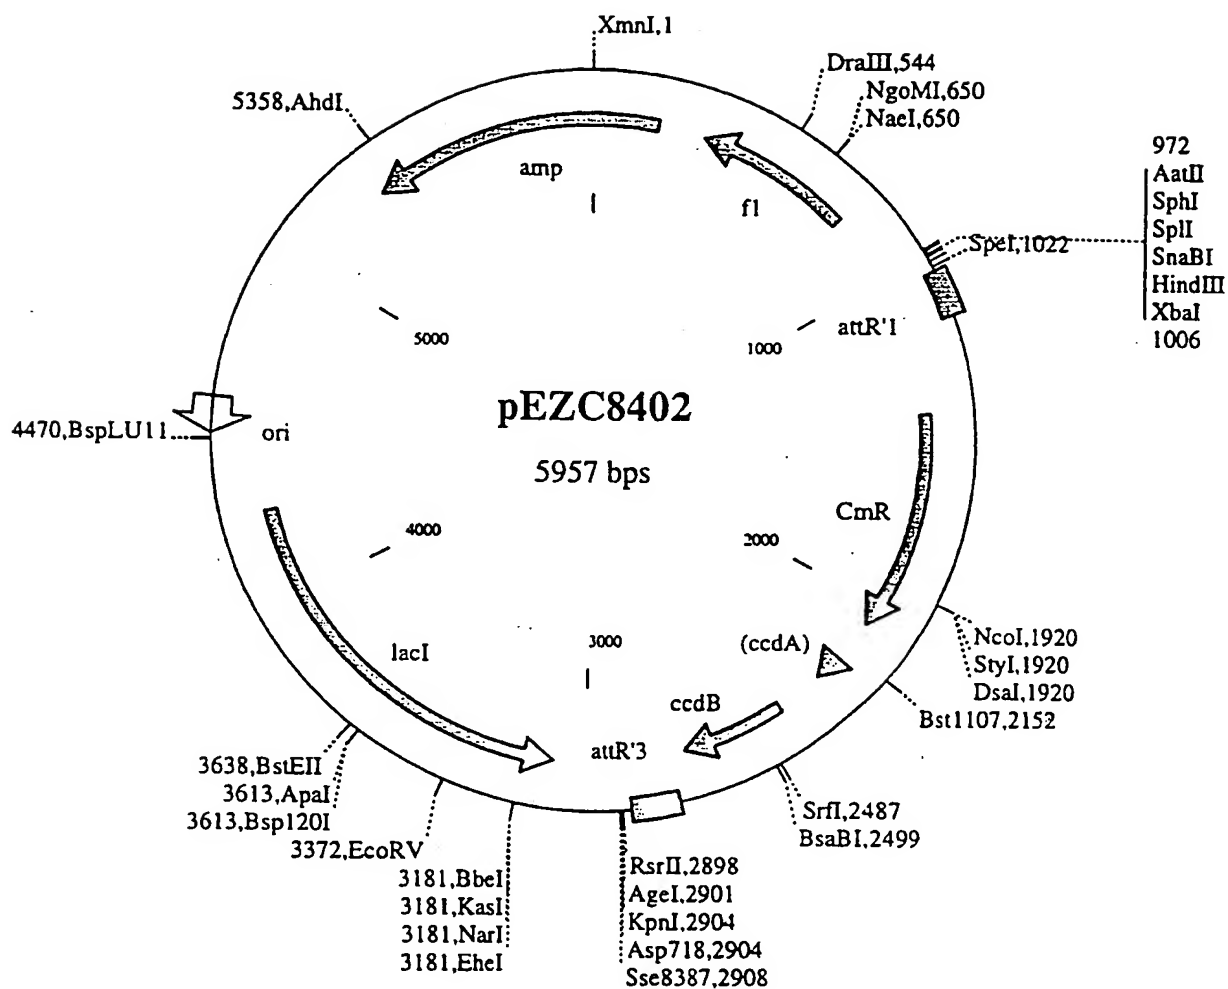 XmnI,1
DraIII,544
NgoMI,650
NaeI,650
5358,AhdI
972
AatII
SphI
SplI
SnaBI
HindIII
XbaI
1006
SpeI,1022
amp
f1
attR'1
5000
1000
pEZC8402
5957 bps
4470,BspLU11
ori
CmR
4000
2000
NcoI,1920
StyI,1920
DsaI,1920
Bst1107,2152
(ccdA)
lacI
3000
ccdB
attR'3
3638,BstEII
3613,ApaI
3613,Bsp120I
3372,EcoRV
SrfI,2487
BsaBI,2499
3181,BbeI
3181,KasI
3181,NarI
3181,EheI
RsrII,2898
AgeI,2901
KpnI,2904
Asp718,2904
Sse8387,2908